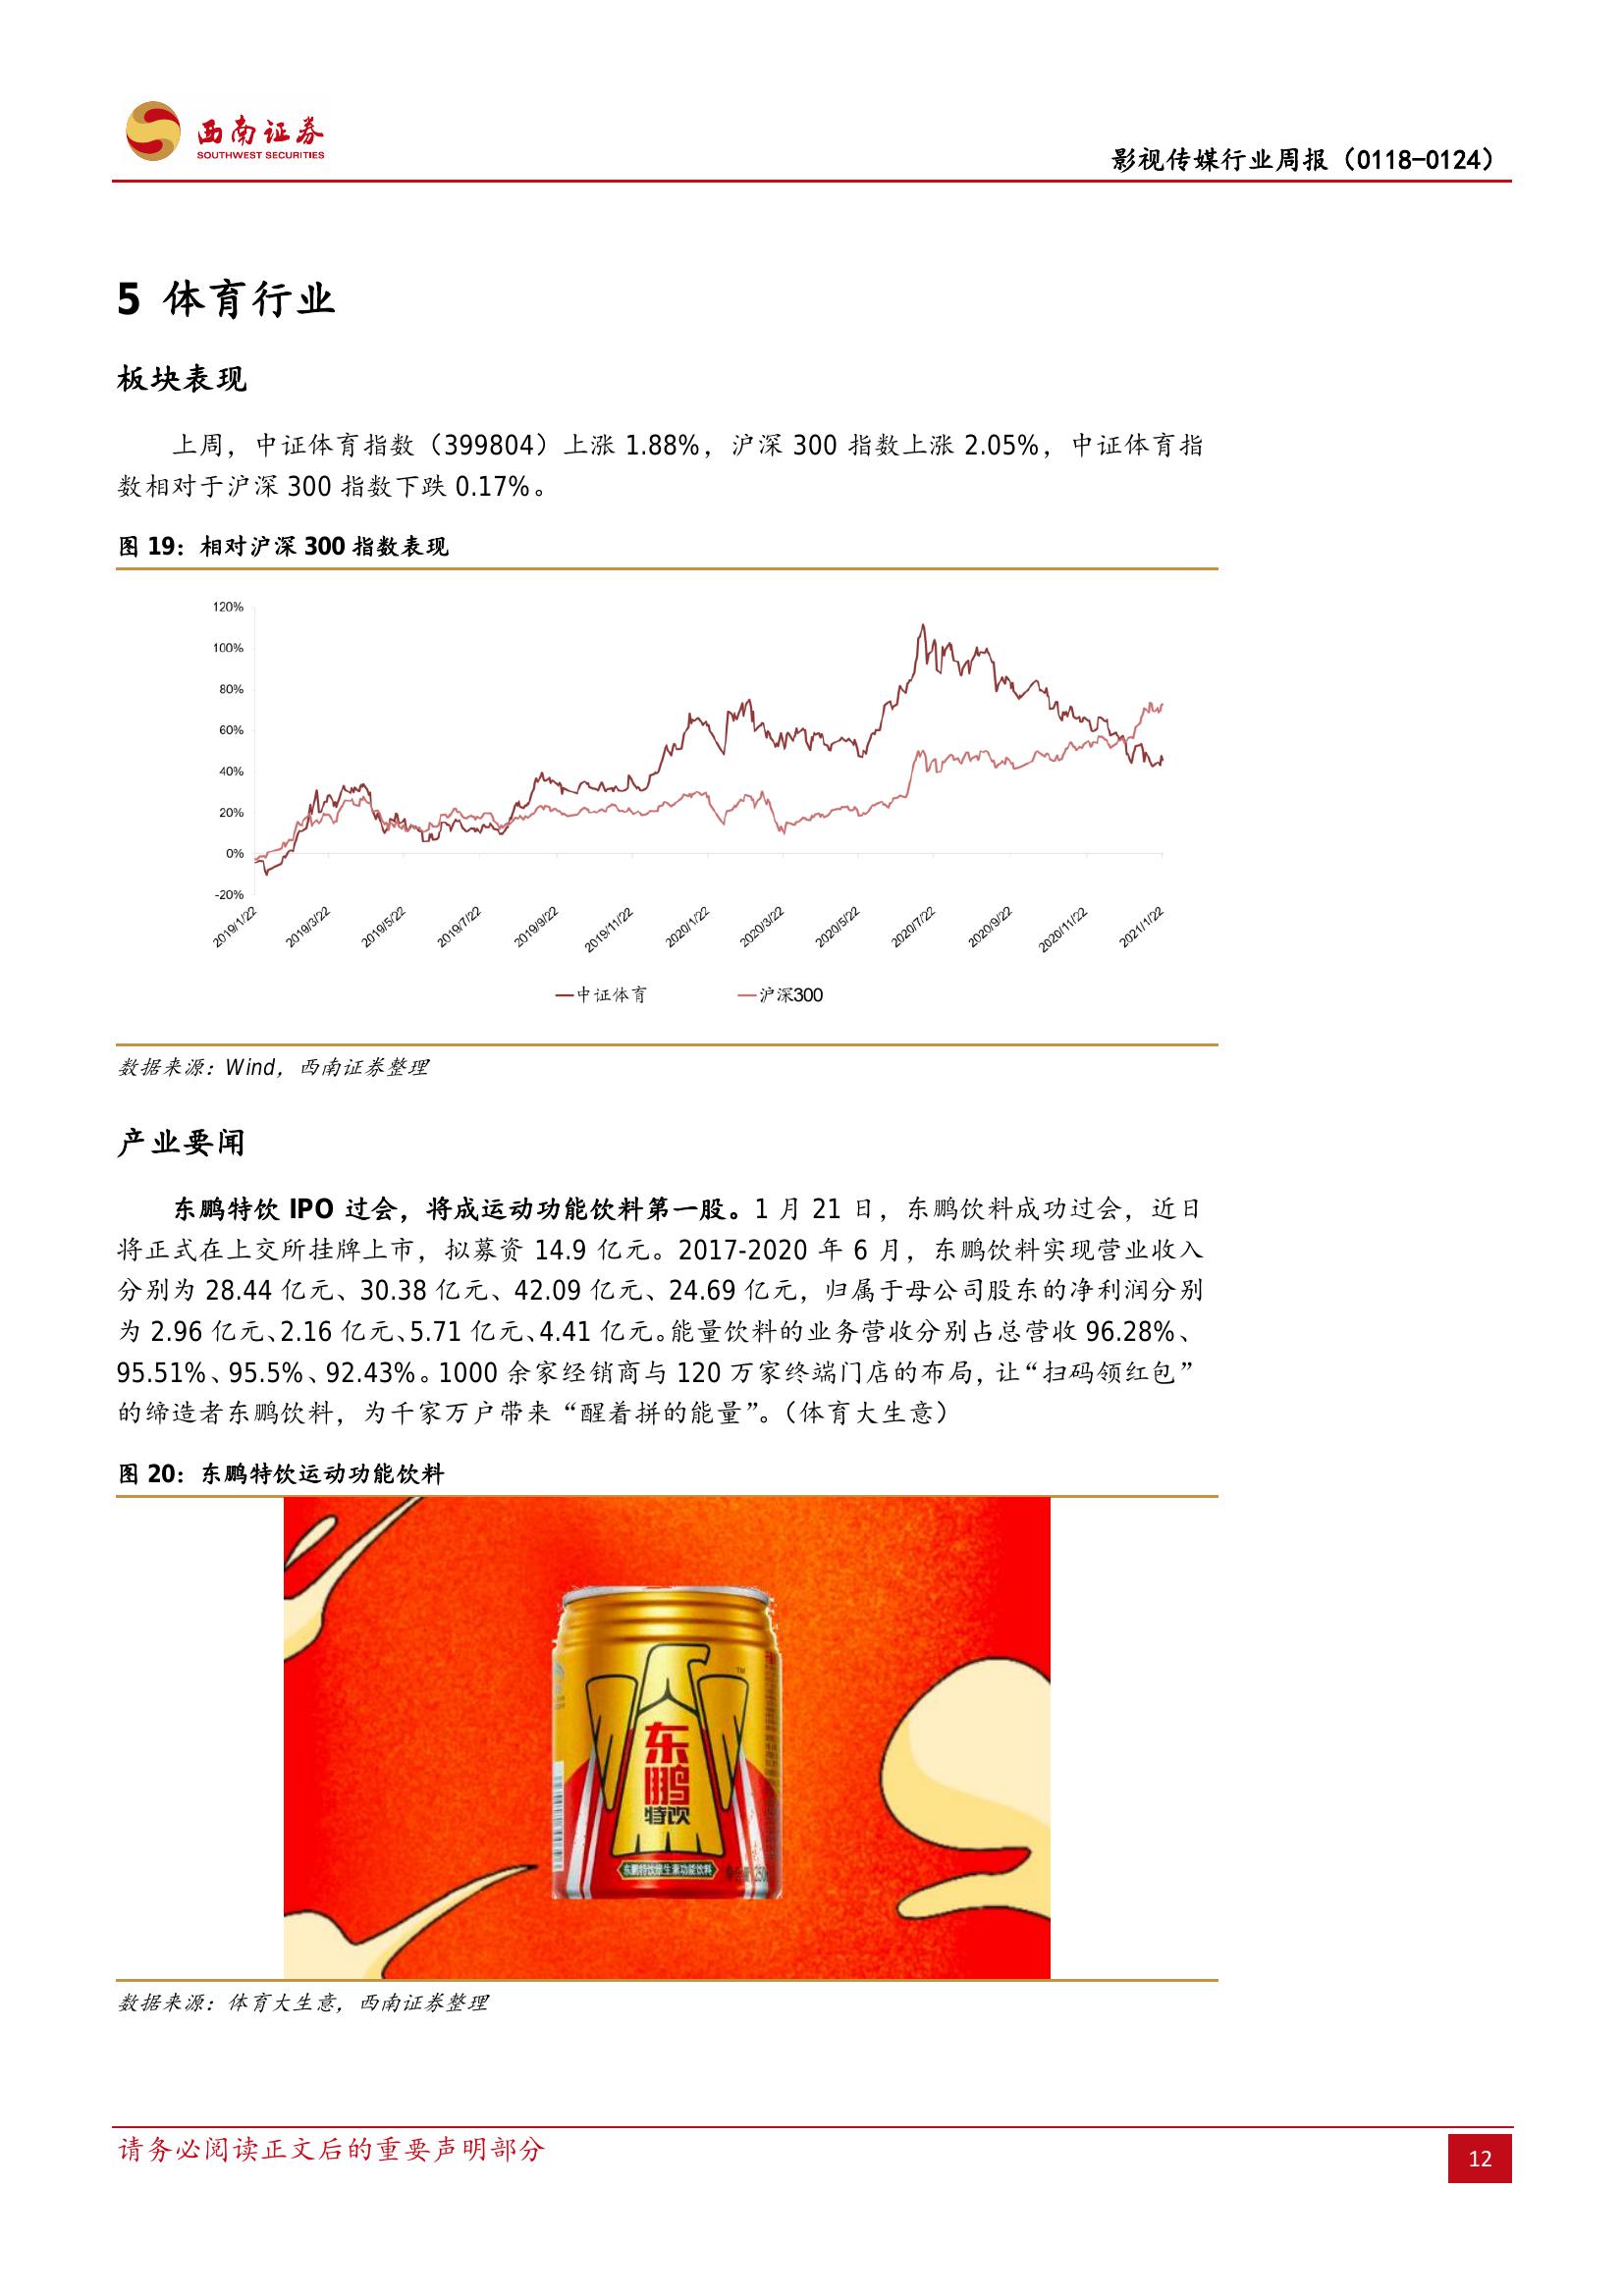 西南证券
SOUTHWEST SECURITIES
影视传媒行业周报（0118-0124）
5 体育行业
板块表现
上周，中证体育指数（399804）上涨 1.88%，沪深 300 指数上涨 2.05%，中证体育指
数相对于沪深 300 指数下跌 0.17%。
图 19：相对沪深 300 指数表现
120%
100%
80%
60%
40%
20%
0%
-20%
2019/1/22
2019/3/22
2019/5/22
2019/7/22
2019/9/22
2019/11/22
2020/1/22
2020/3/22
2020/5/22
2020/7/22
2020/9/22
2020/11/22
2021/1/22
中证体育
沪深300
数据来源：Wind，西南证券整理
产业要闻
东鹏特饮 IPO 过会，将成运动功能饮料第一股。1 月 21 日，东鹏饮料成功过会，近日
将正式在上交所挂牌上市，拟募资 14.9 亿元。2017-2020 年 6 月，东鹏饮料实现营业收入
分别为 28.44 亿元、30.38 亿元、42.09 亿元、24.69 亿元，归属于母公司股东的净利润分别
为 2.96 亿元、2.16 亿元、5.71 亿元、4.41 亿元。能量饮料的业务营收分别占总营收 96.28%、
95.51%、95.5%、92.43%。1000 余家经销商与 120 万家终端门店的布局，让“扫码领红包”
的缔造者东鹏饮料，为千家万户带来“醒着拼的能量”。（体育大生意）
图 20：东鹏特饮运动功能饮料
TM
东
鹏
特饮
东鹏特饮维生素功能饮料
数据来源：体育大生意，西南证券整理
请务必阅读正文后的重要声明部分
12